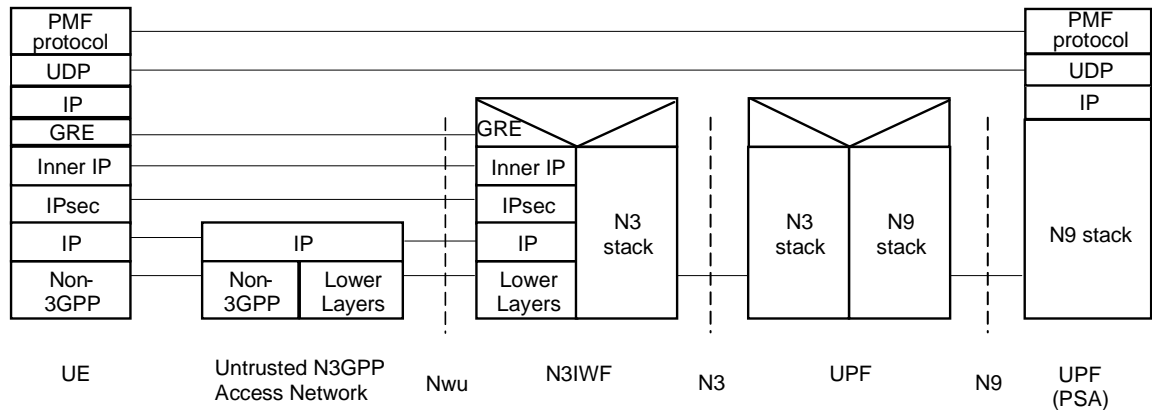 PMF
protocol
UDP
IP
GRE
Inner IP
IPsec
IP
Non-
3GPP
UE
IP
Non-
3GPP
Lower
Layers
Untrusted N3GPP
Access Network
Nwu
GRE
Inner IP
IPsec
IP
Lower
Layers
N3
stack
N3IWF
N3
N3
stack
N9
stack
UPF
N9
PMF
protocol
UDP
IP
N9 stack
UPF
(PSA)